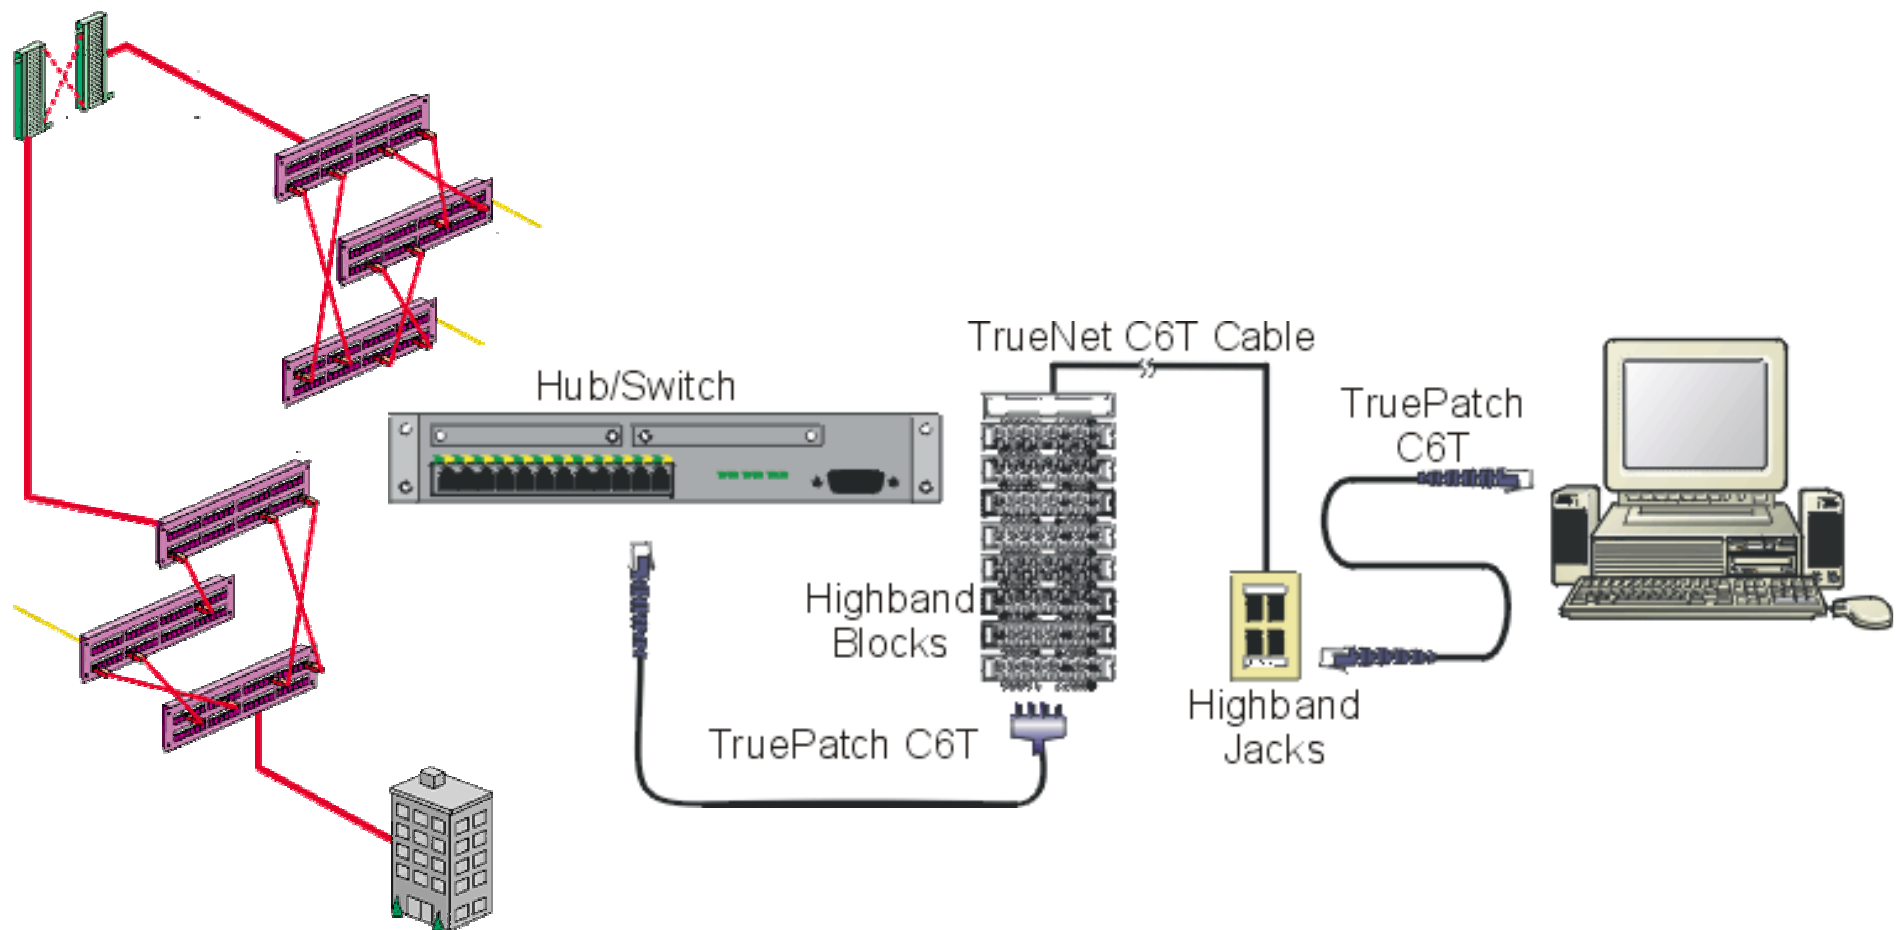 TrueNet C6T Cable
Hub/Switch
TruePatch
C6T
Highband
Blocks
Highband
Jacks
TruePatch C6T